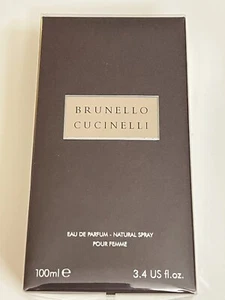 BRUNELLO
CUCINELLI
EAU DE PARFUM - NATURAL SPRAY
POUR FEMME
100ml ℮ 3.4 US fl.oz.